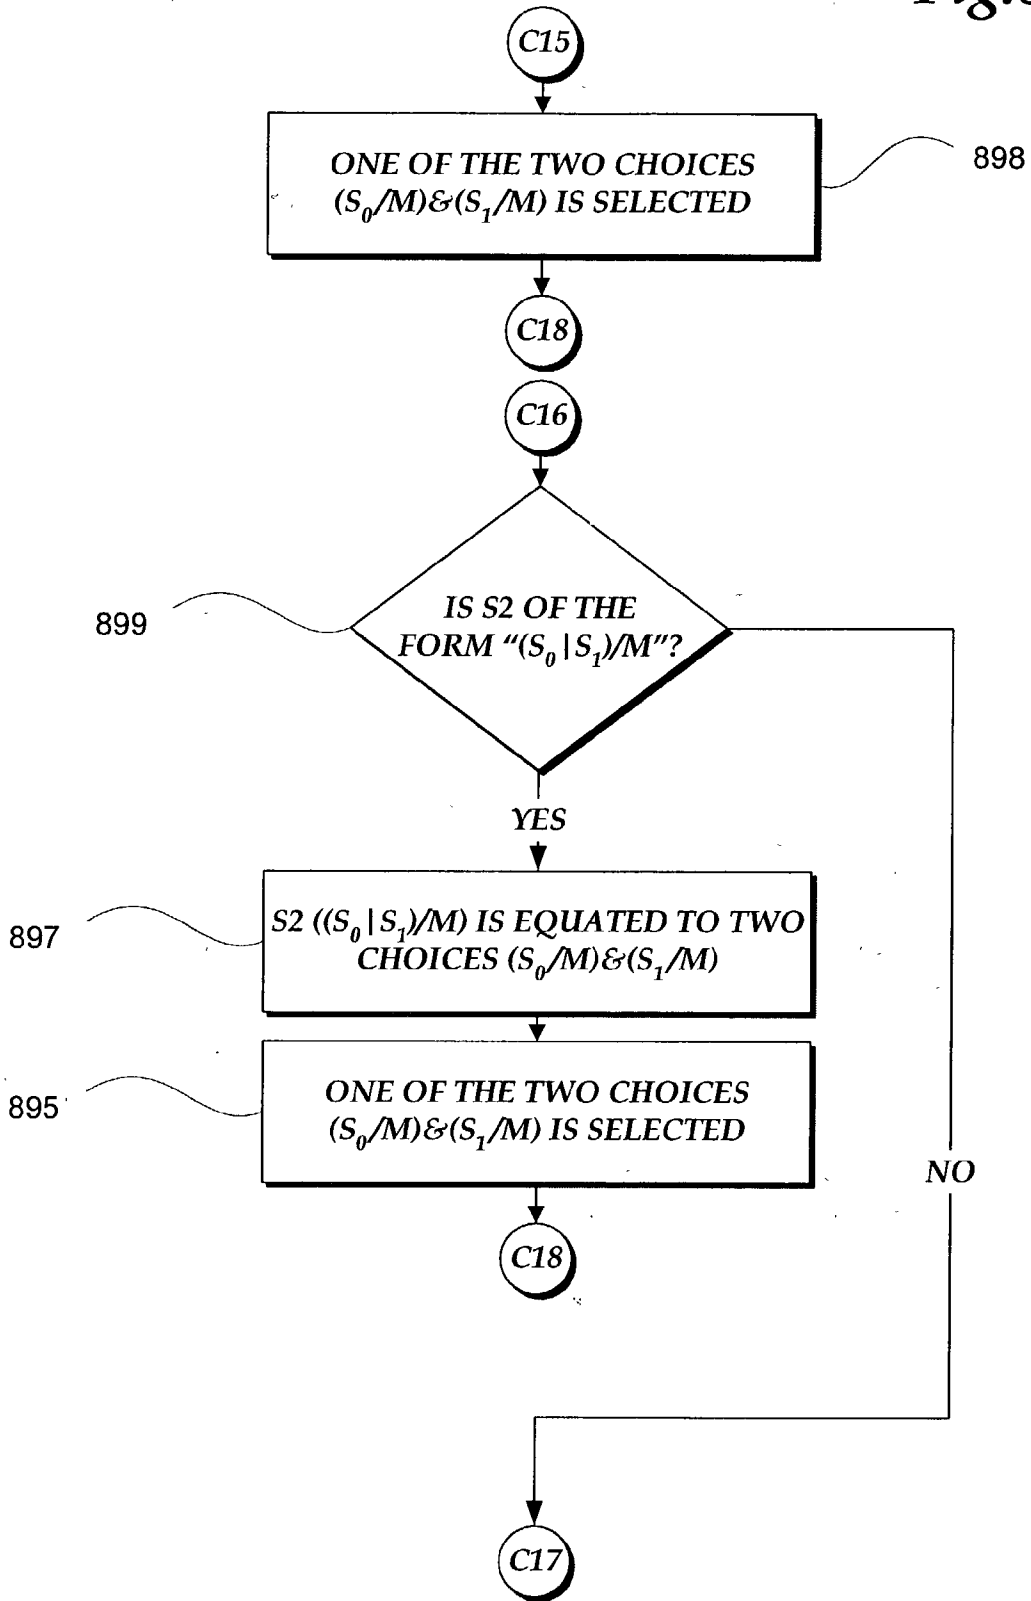 C15
ONE OF THE TWO CHOICES
(S₀/M)&(S₁/M) IS SELECTED
898
C18
C16
899
IS S2 OF THE
FORM “(S₀|S₁)/M”?
YES
897
S2 ((S₀|S₁)/M) IS EQUATED TO TWO
CHOICES (S₀/M)&(S₁/M)
895
ONE OF THE TWO CHOICES
(S₀/M)&(S₁/M) IS SELECTED
NO
C18
C17